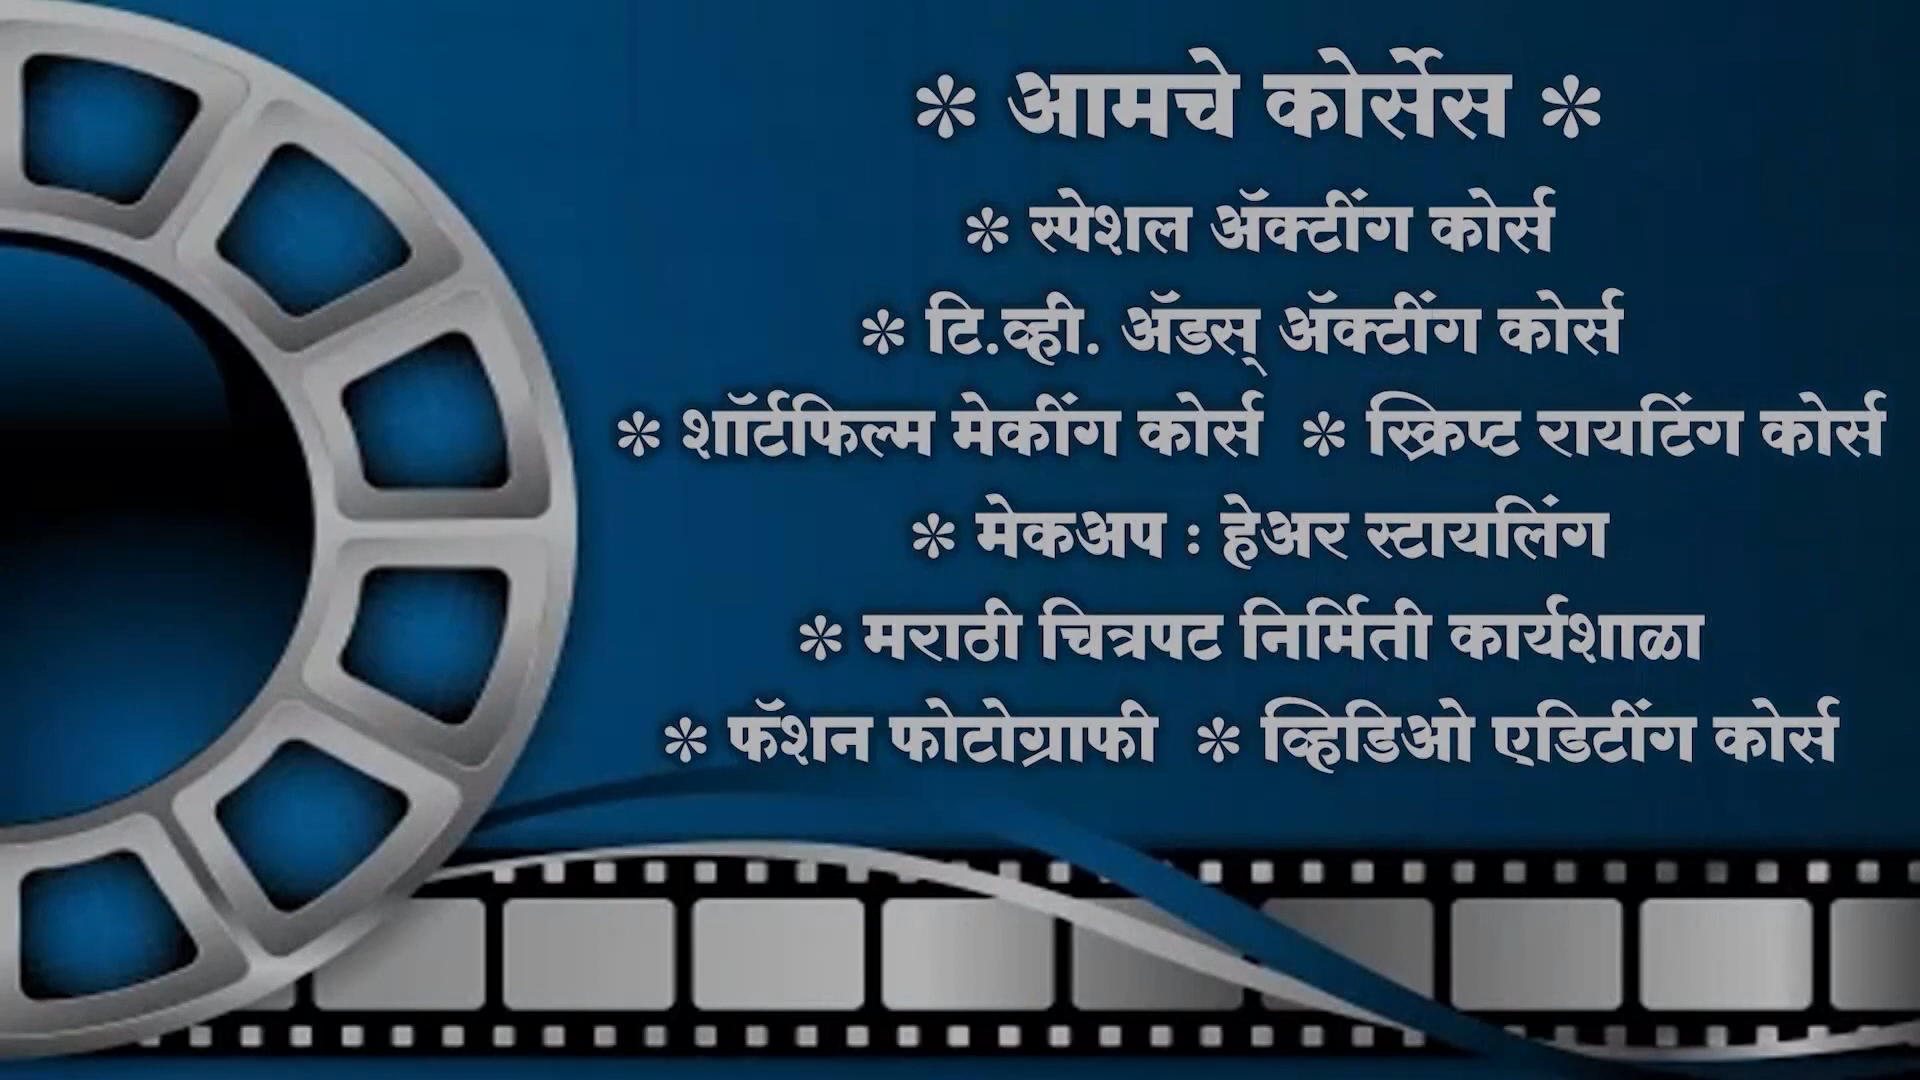 * आमचे कोर्सेस *
* स्पेशल ॲक्टींग कोर्स
* टि.व्ही. ॲडस् ॲक्टींग कोर्स
* शॉर्टफिल्म मेकींग कोर्स * स्क्रिप्ट रायटिंग कोर्स
* मेकअप : हेअर स्टायलिंग
* मराठी चित्रपट निर्मिती कार्यशाळा
* फॅशन फोटोग्राफी * व्हिडिओ एडिटींग कोर्स